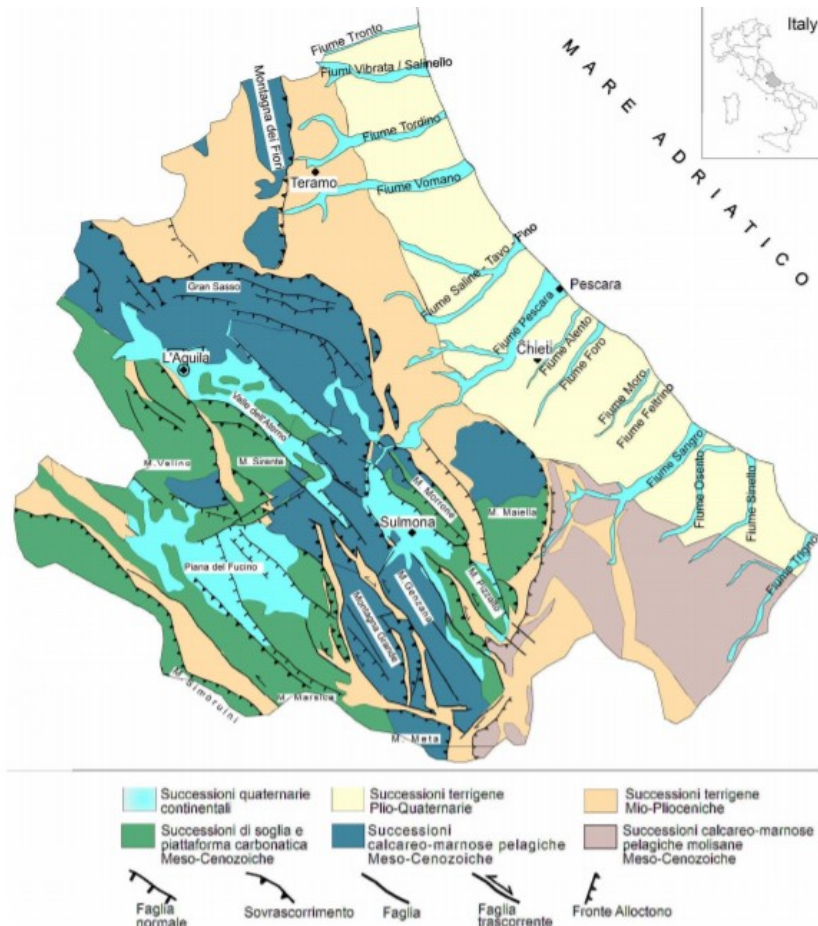 Italy
MARE ADRIATICO
Fiume Tronto
Fiumi Vibrata / Salinello
Montagna dei Fiori
Fiume Tordino
Teramo
Fiume Vomano
Fiume Saline - Tavo - Fino
Gran Sasso
Pescara
Fiume Pescara
Fiume Alento
Chieti
Fiume Foro
L'Aquila
Fiume Moro
Fiume Feltrino
Valle dell'Aterno
Fiume Sangro
M. Velino
M. Sirente
Fiume Osento
Fiume Sinello
M. Morrone
M. Maiella
Sulmona
Fiume Trigno
Piana del Fucino
M. Genzana
M. Pizzalto
Montagna Grande
M. Simbruini
M. Marsica
M. Meta
Successioni quaternarie
continentali
Successioni terrigene
Plio-Quaternarie
Successioni terrigene
Mio-Plioceniche
Successioni di soglia e
piattaforma carbonatica
Meso-Cenozoiche
Successioni
calcareo-marnose pelagiche
Meso-Cenozoiche
Successioni calcareo-marnose
pelagiche molisane
Meso-Cenozoiche
Faglia
normale
Sovrascorrimento
Faglia
Faglia
trascorrente
Fronte Alloctono